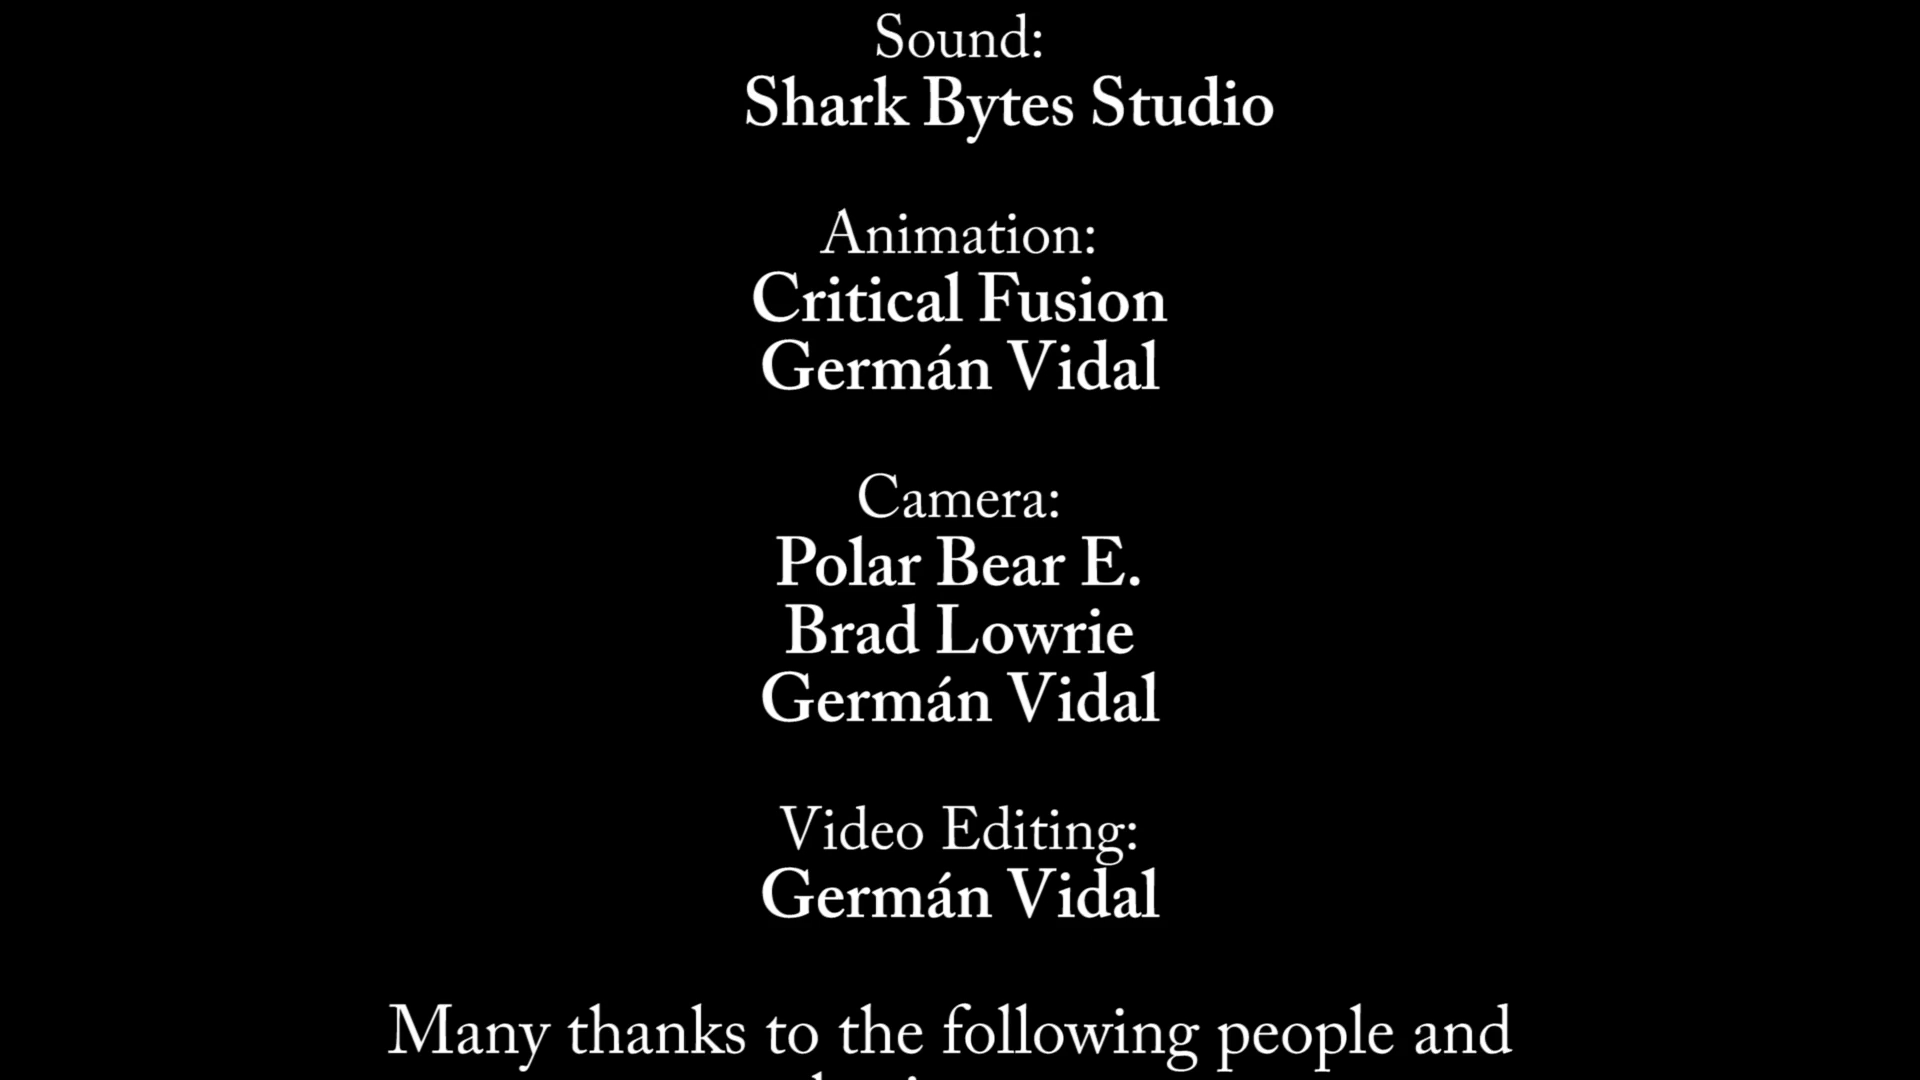 Sound:
Shark Bytes Studio
Animation:
Critical Fusion
Germán Vidal
Camera:
Polar Bear E.
Brad Lowrie
Germán Vidal
Video Editing:
Germán Vidal
Many thanks to the following people and